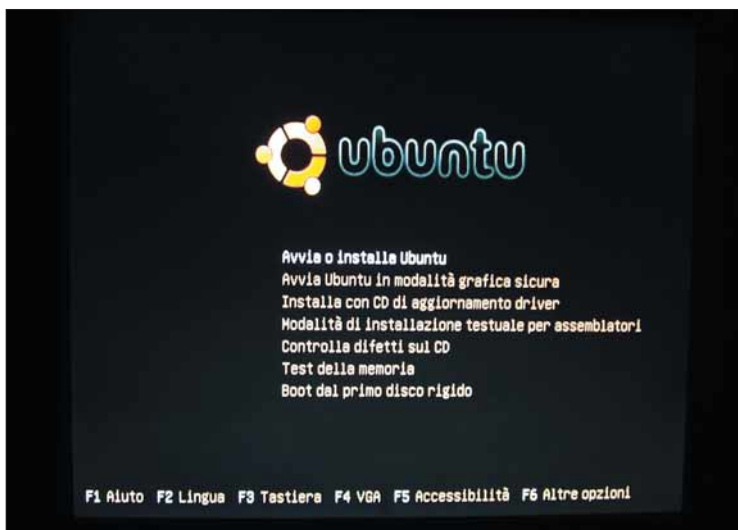 ubuntu
Avvia o installa Ubuntu
Avvia Ubuntu in modalità grafica sicura
Installa con CD di aggiornamento driver
Modalità di installazione testuale per assemblatori
Controlla difetti sul CD
Test della memoria
Boot dal primo disco rigido
F1 Aiuto F2 Lingua F3 Tastiera F4 VGA F5 Accessibilità F6 Altre opzioni